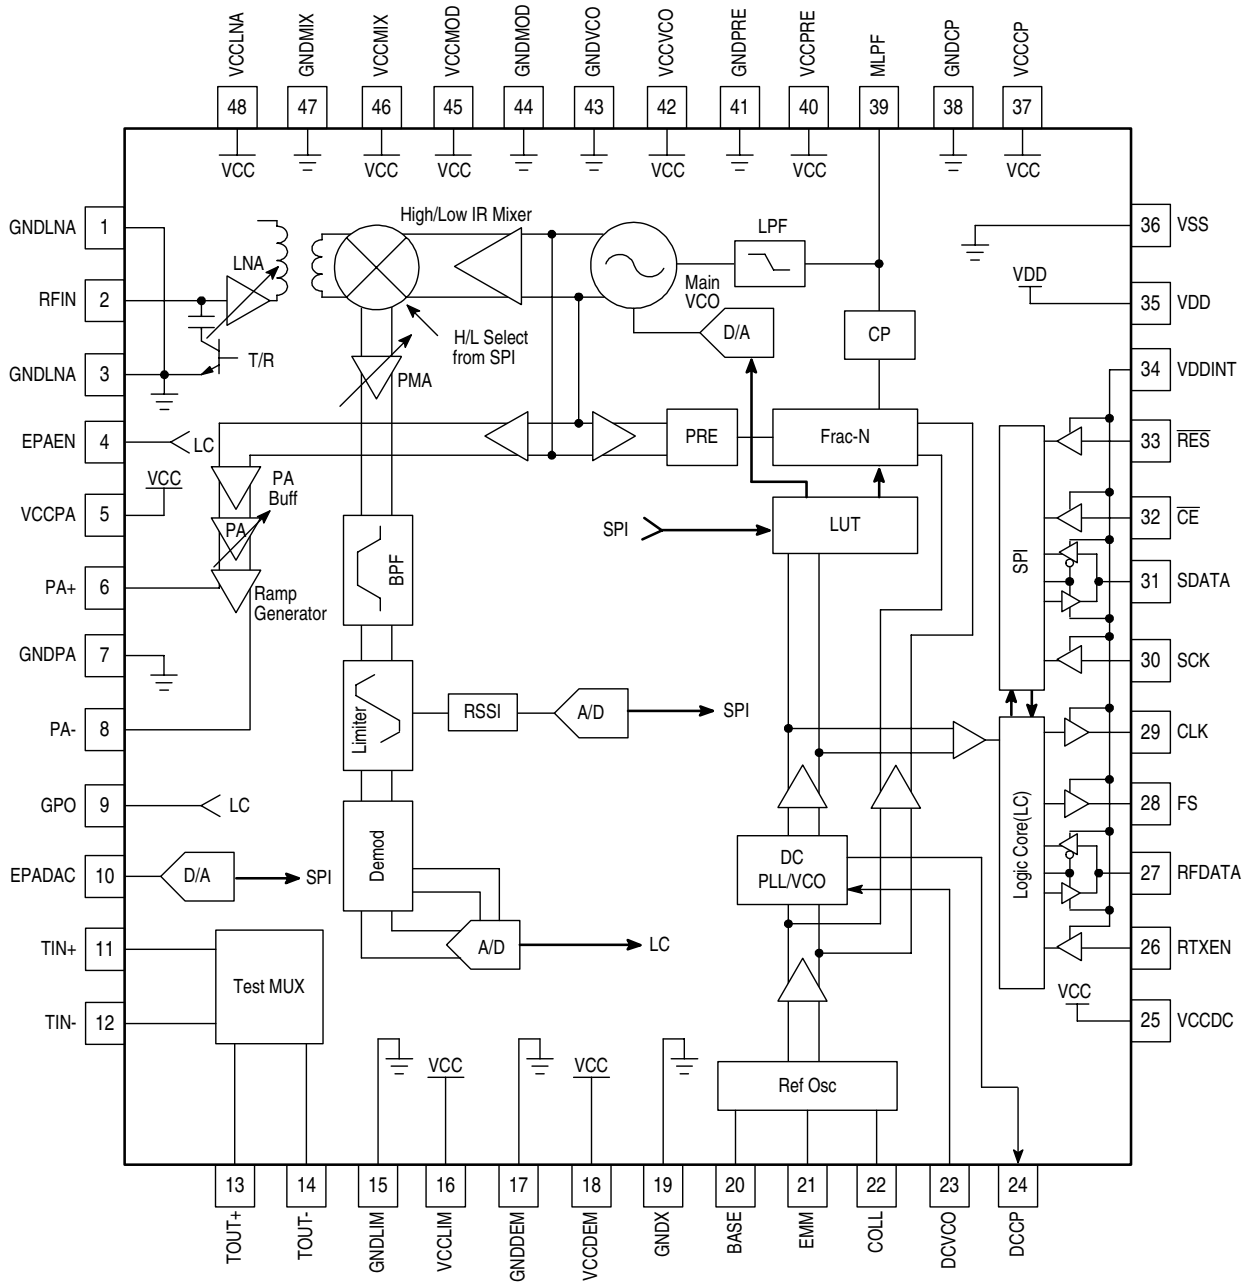 VCCLNA
GNDMIX
VCCMIX
VCCMOD
GNDMOD
GNDVCO
VCCVCO
GNDPRE
VCCPRE
MLPF
GNDCP
VCCCP
48
47
46
45
44
43
42
41
40
39
38
37
VCC
VCC
VCC
VCC
VCC
VCC
GNDLNA
1
RFIN
2
GNDLNA
3
EPAEN
4
VCCPA
5
PA+
6
GNDPA
7
PA-
8
GPO
9
EPADAC
10
TIN+
11
TIN-
12
LNA
T/R
High/Low IR Mixer
H/L Select
from SPI
PMA
Main
VCO
LPF
D/A
CP
LC
VCC
PA
Buff
PA
Ramp
Generator
PRE
Frac-N
SPI
LUT
BPF
Limiter
RSSI
A/D
SPI
LC
D/A
SPI
Demod
A/D
LC
DC
PLL/VCO
Test MUX
Ref Osc
VCC
VCC
VDD
SPI
Logic Core(LC)
VCC
36
VSS
35
VDD
34
VDDINT
33
RES
32
CE
31
SDATA
30
SCK
29
CLK
28
FS
27
RFDATA
26
RTXEN
25
VCCDC
13
14
15
16
17
18
19
20
21
22
23
24
TOUT+
TOUT-
GNDLIM
VCCLIM
GNDDEM
VCCDEM
GNDX
BASE
EMM
COLL
DCVCO
DCCP